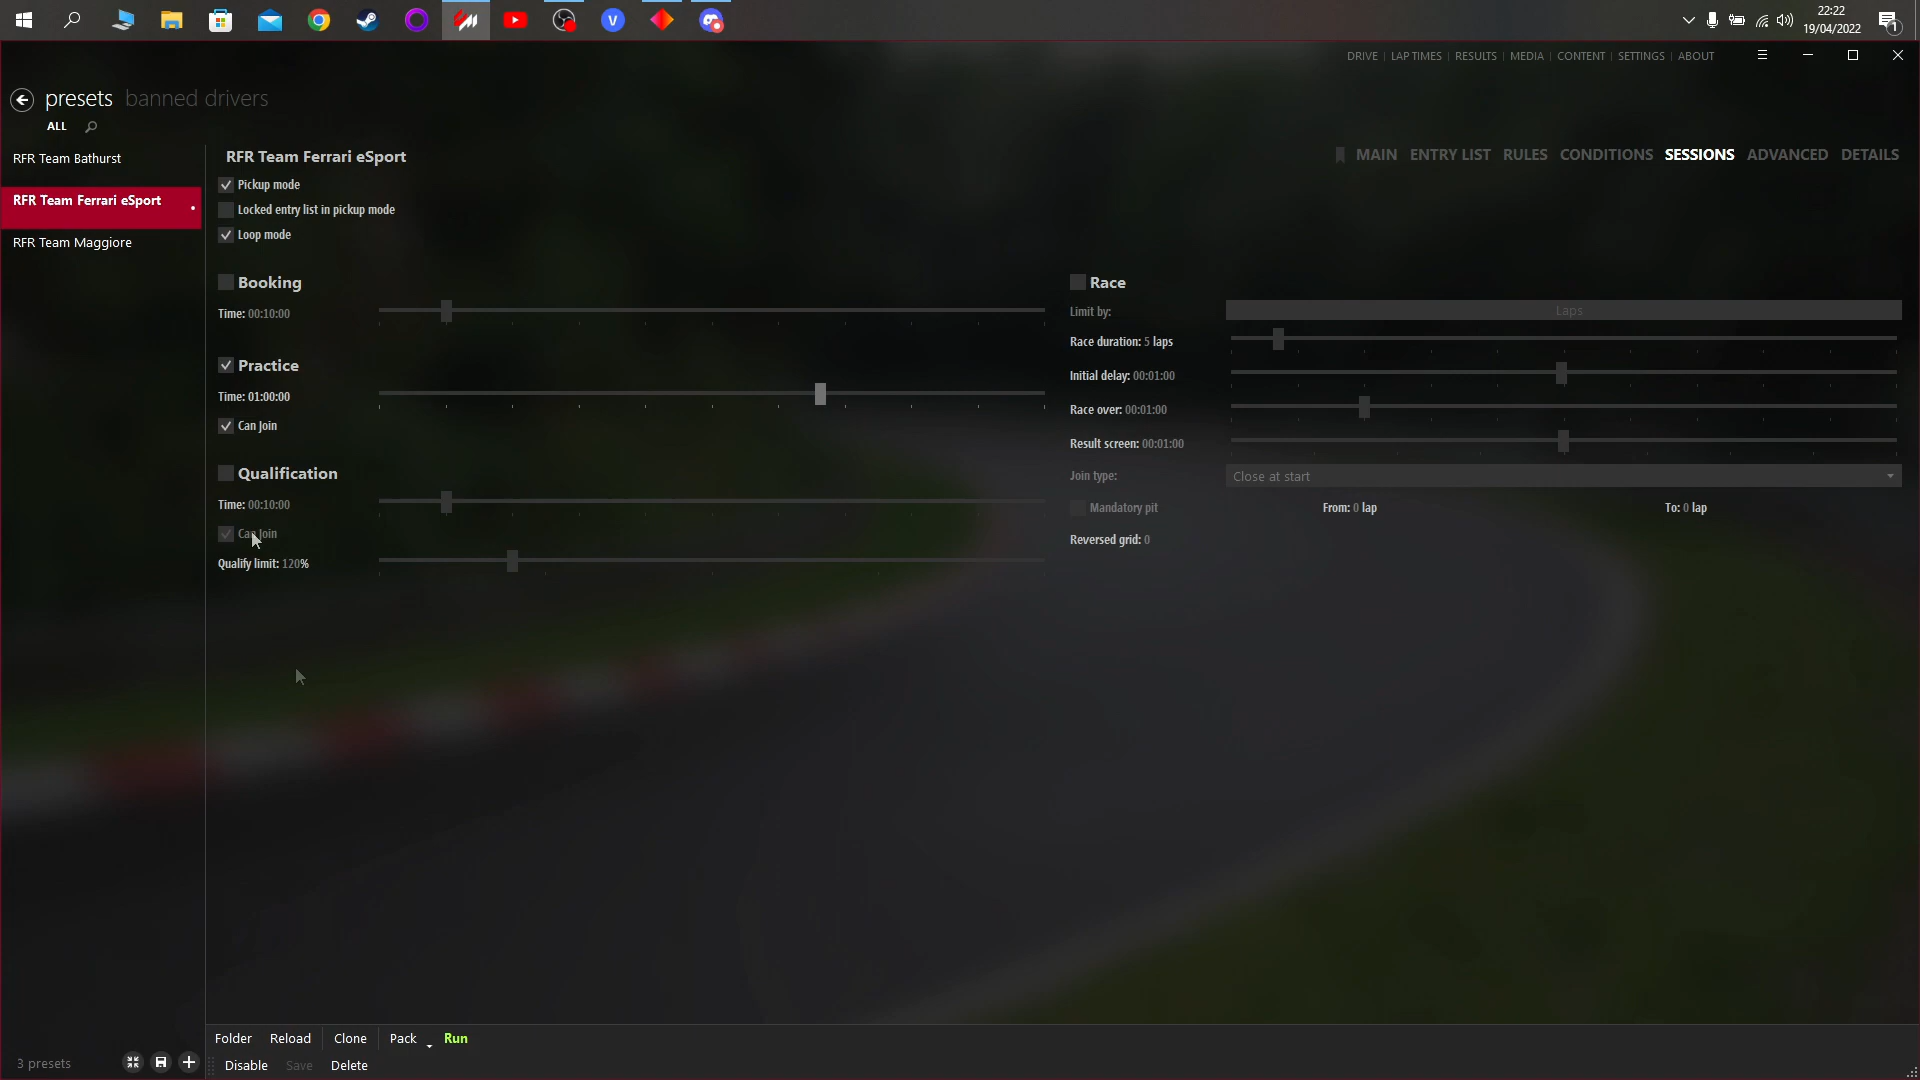 22:22
19/04/2022
1
V
DRIVE | LAP TIMES | RESULTS | MEDIA | CONTENT | SETTINGS | ABOUT
presets banned drivers
ALL
RFR Team Bathurst
RFR Team Ferrari eSport
RFR Team Maggiore
RFR Team Ferrari eSport
MAIN ENTRY LIST RULES CONDITIONS SESSIONS ADVANCED DETAILS
Pickup mode
Locked entry list in pickup mode
Loop mode
Booking
Time: 00:10:00
Practice
Time: 01:00:00
Can Join
Qualification
Time: 00:10:00
Can Join
Qualify limit: 120%
Race
Limit by: Laps
Race duration: 5 laps
Initial delay: 00:01:00
Race over: 00:01:00
Result screen: 00:01:00
Join type: Close at start
Mandatory pit From: 0 lap To: 0 lap
Reversed grid: 0
Folder Reload Clone Pack Run
3 presets
Disable Save Delete